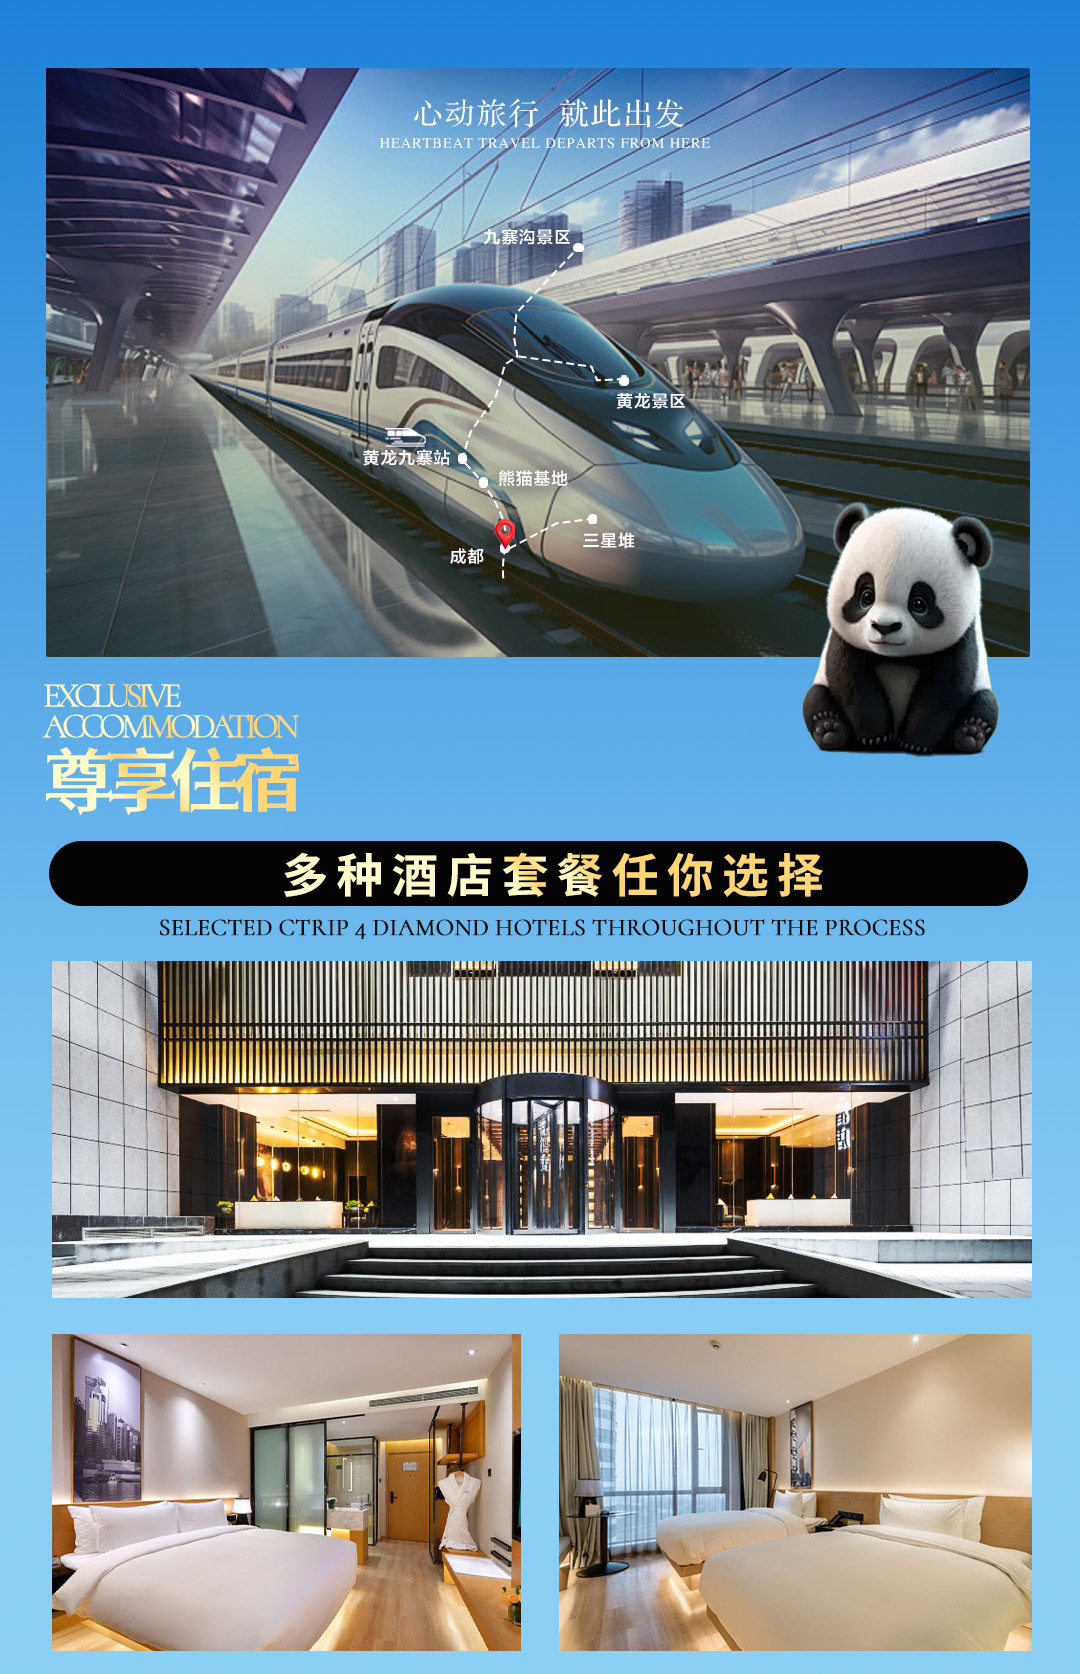 心动旅行 就此出发
HEARTBEAT TRAVEL DEPARTS FROM HERE
九寨沟景区
黄龙景区
黄龙九寨站
熊猫基地
三星堆
成都
EXCLUSIVE
ACCOMMODATION
尊享住宿
多种酒店套餐任你选择
SELECTED CTRIP 4 DIAMOND HOTELS THROUGHOUT THE PROCESS